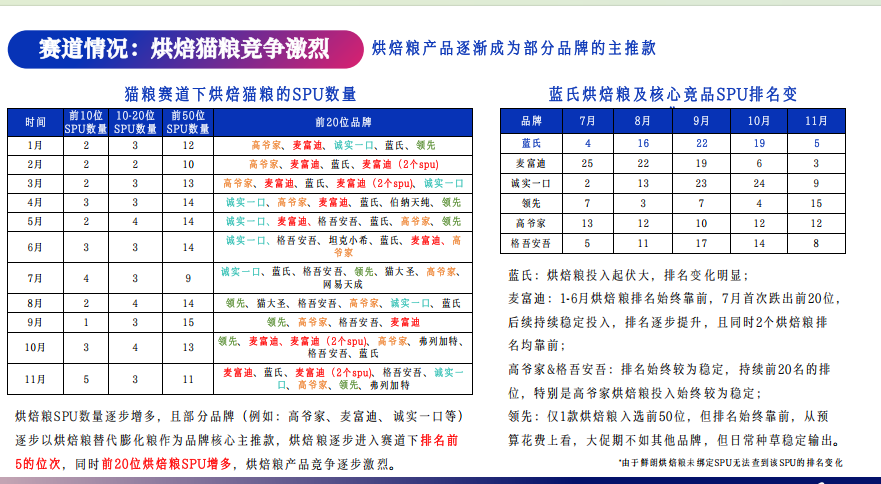 赛道情况：烘焙猫粮竞争激烈
烘焙粮产品逐渐成为部分品牌的主推款
猫粮赛道下烘焙猫粮的SPU数量
时间 前10位SPU数量 10-20位SPU数量 前50位SPU数量 前20位品牌
1月 2 3 12 高爷家、麦富迪、诚实一口、蓝氏、领先
2月 2 2 10 高爷家、麦富迪、蓝氏、麦富迪（2个spu)
3月 2 3 13 高爷家、麦富迪、蓝氏、麦富迪（2个spu)、诚实一口
4月 3 3 14 诚实一口、高爷家、麦富迪、蓝氏、伯纳天纯、领先
5月 2 4 14 诚实一口、麦富迪、格吾安吾、蓝氏、高爷家、领先
6月 3 3 14 诚实一口、格吾安吾、坦克小希、蓝氏、麦富迪、高
爷家
7月 4 3 9 诚实一口、蓝氏、格吾安吾、领先、猫大圣、高爷家、
网易天成
8月 2 4 14 领先、猫大圣、格吾安吾、高爷家、诚实一口、蓝氏
9月 1 3 15 领先、高爷家、格吾安吾、麦富迪
10月 3 4 13 领先、麦富迪、麦富迪（2个spu)、高爷家、弗列加特、
格吾安吾、蓝氏
11月 5 3 11 麦富迪、蓝氏、麦富迪（2个spu)、格吾安吾、诚实一
口、高爷家、领先、弗列加特
烘焙粮SPU数量逐步增多，且部分品牌（例如：高爷家、麦富迪、诚实一口等）
逐步以烘焙粮替代膨化粮作为品牌核心主推款，烘焙粮逐步进入赛道下排名前
5的位次，同时前20位烘焙粮SPU增多，烘焙粮产品竞争逐步激烈。
蓝氏烘焙粮及核心竞品SPU排名变
品牌 7月 8月 9月 10月 11月
蓝氏 4 16 22 19 5
麦富迪 25 22 19 6 3
诚实一口 2 13 23 24 9
领先 7 3 7 4 15
高爷家 13 12 10 12 12
格吾安吾 5 11 17 14 8
蓝氏：烘焙粮投入起伏大，排名变化明显；
麦富迪：1-6月烘焙粮排名始终靠前，7月首次跌出前20位，
后续持续稳定投入，排名逐步提升，且同时2个烘焙粮排
名均靠前；
高爷家&格吾安吾：排名始终较为稳定，持续前20名的排
位，特别是高爷家烘焙粮投入始终较为稳定；
领先：仅1款烘焙粮入选前50位，但排名始终靠前，从预
算花费上看，大促期不如其他品牌，但日常种草稳定输出。
*由于鲜朗烘焙粮未绑定SPU无法查到该SPU的排名变化